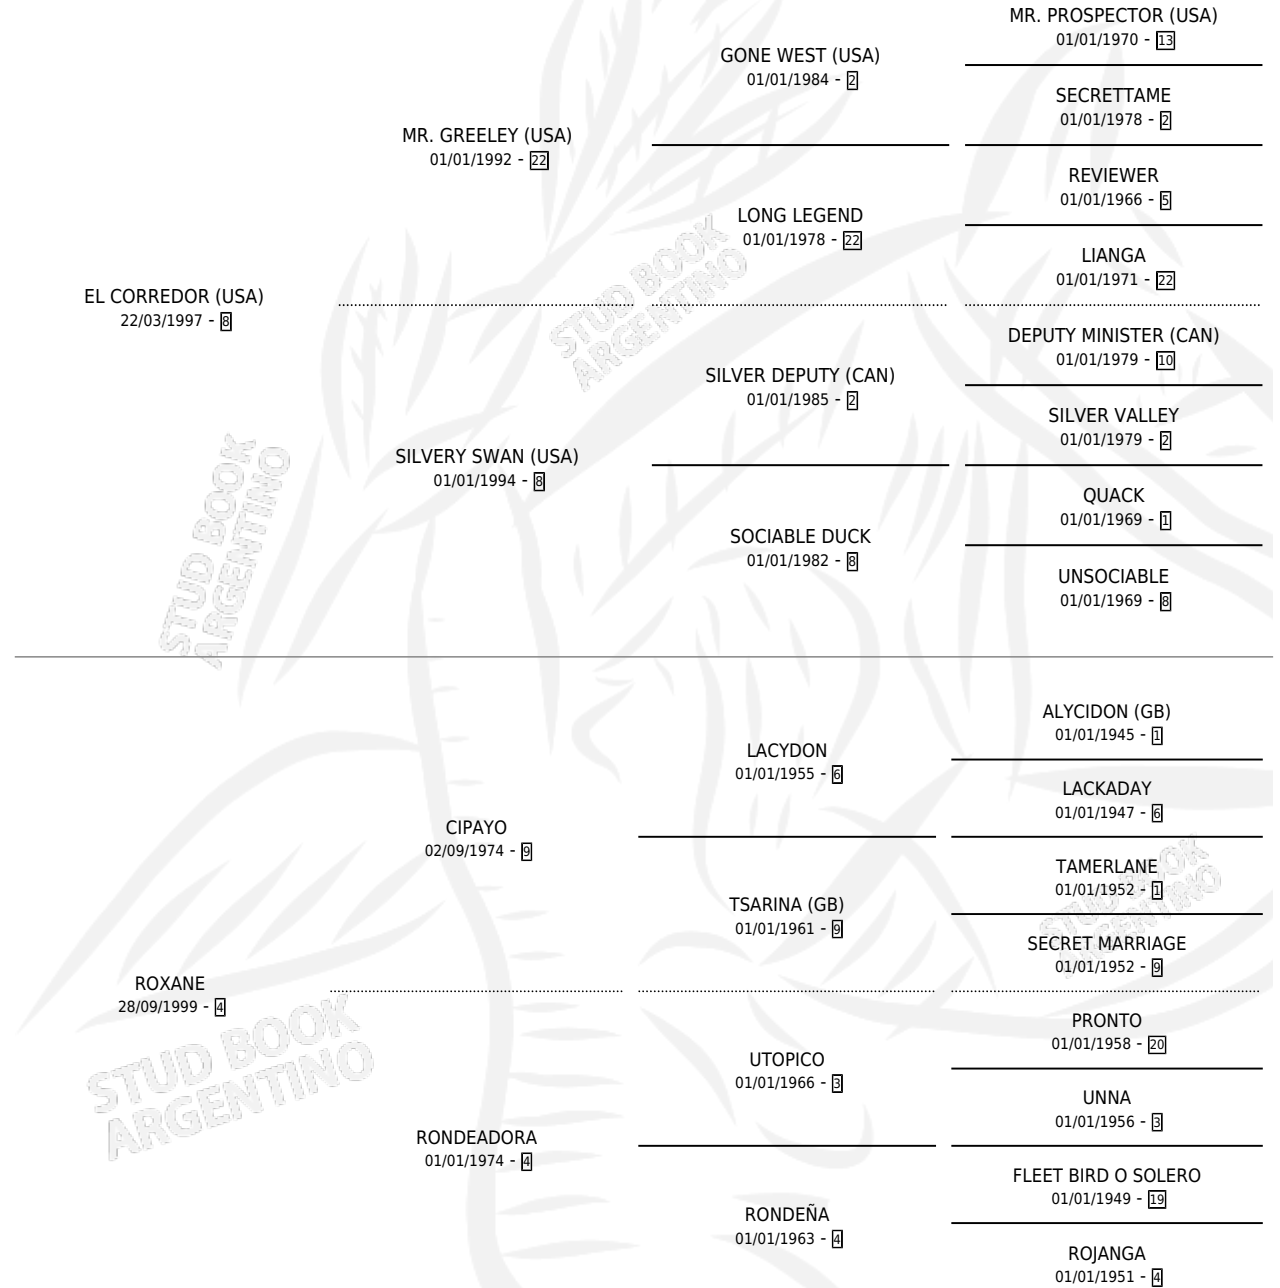 MR. PROSPECTOR (USA)
01/01/1970 - 13
GONE WEST (USA)
01/01/1984 - 2
SECRETTAME
01/01/1978 - 2
MR. GREELEY (USA)
01/01/1992 - 22
REVIEWER
01/01/1966 - 5
LONG LEGEND
01/01/1978 - 22
LIANGA
01/01/1971 - 22
EL CORREDOR (USA)
22/03/1997 - 8
DEPUTY MINISTER (CAN)
01/01/1979 - 10
SILVER DEPUTY (CAN)
01/01/1985 - 2
SILVER VALLEY
01/01/1979 - 2
SILVERY SWAN (USA)
01/01/1994 - 8
QUACK
01/01/1969 - 1
SOCIABLE DUCK
01/01/1982 - 8
UNSOCIABLE
01/01/1969 - 8
ALYCIDON (GB)
01/01/1945 - 1
LACYDON
01/01/1955 - 6
LACKADAY
01/01/1947 - 6
CIPAYO
02/09/1974 - 9
TAMERLANE
01/01/1952 - 1
TSARINA (GB)
01/01/1961 - 9
SECRET MARRIAGE
01/01/1952 - 9
ROXANE
28/09/1999 - 4
PRONTO
01/01/1958 - 20
UTOPICO
01/01/1966 - 3
UNNA
01/01/1956 - 3
RONDEADORA
01/01/1974 - 4
FLEET BIRD O SOLERO
01/01/1949 - 19
RONDEÑA
01/01/1963 - 4
ROJANGA
01/01/1951 - 4
STUD BOOK
ARGENTINO
STUD BOOK
ARGENTINO
STUD BOOK
ARGENTINO
STUD BOOK
ARGENTINO